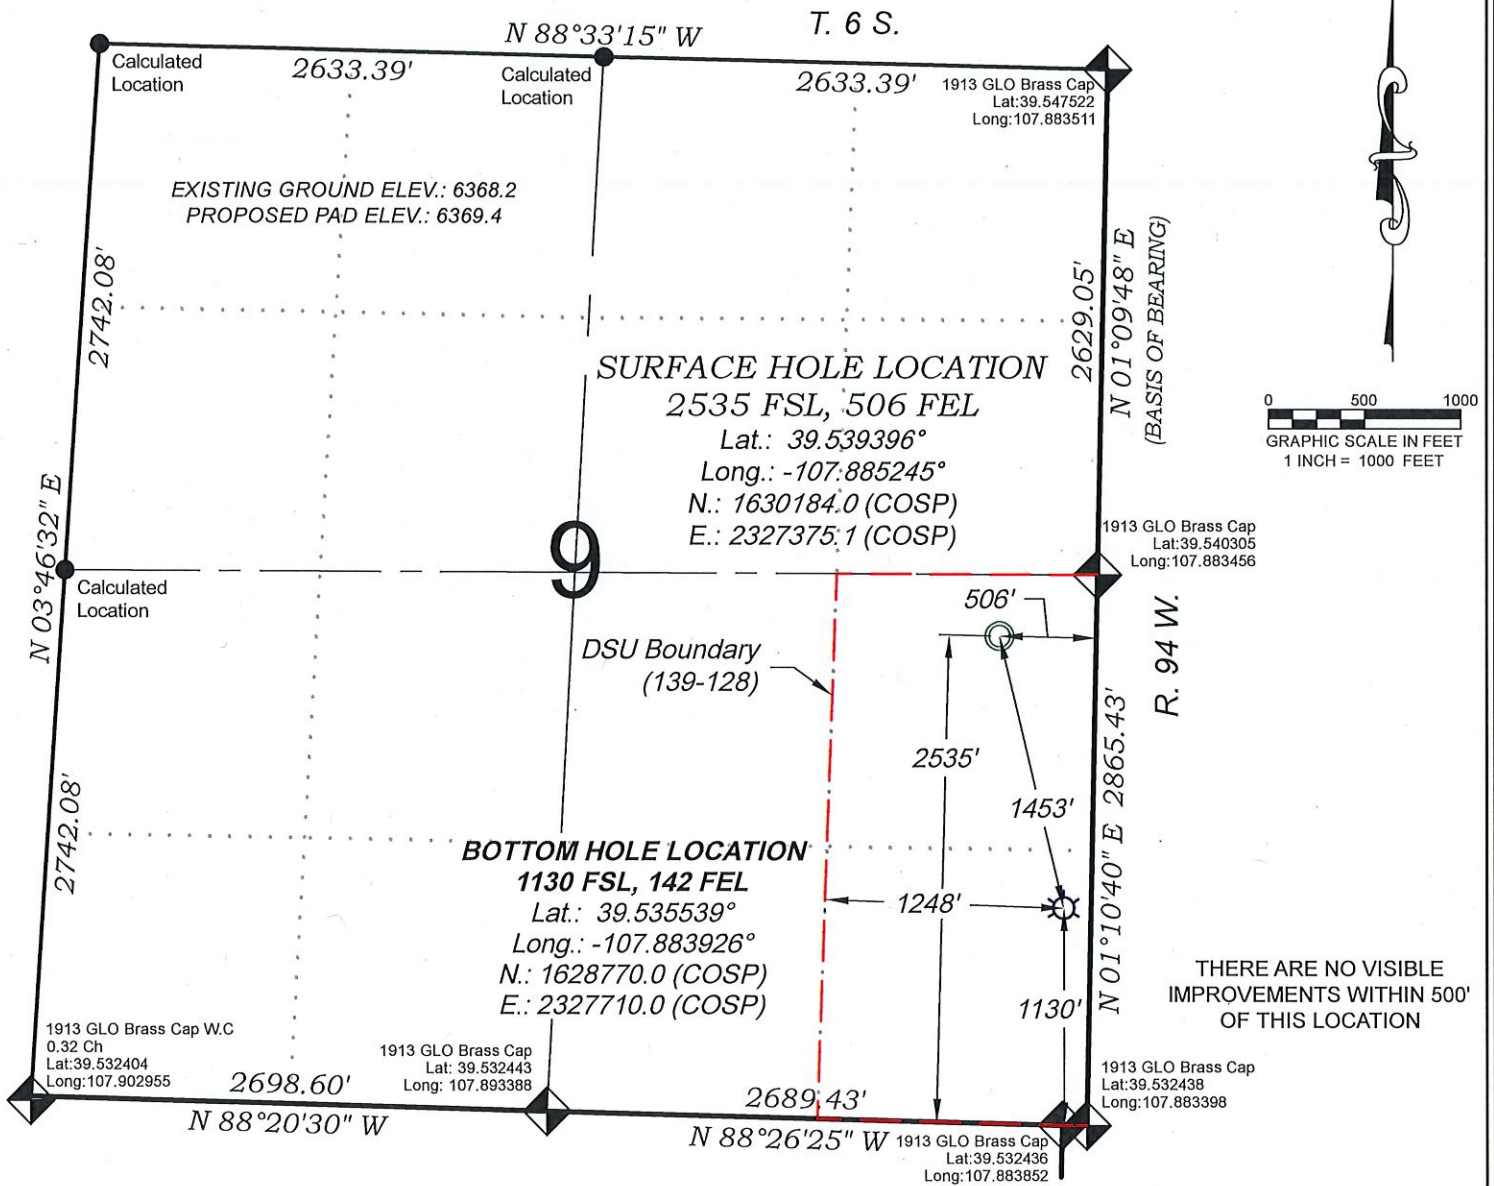 T. 6 S.
N 88°33'15" W
Calculated
Location
2633.39'
Calculated
Location
2633.39'
1913 GLO Brass Cap
Lat:39.547522
Long:107.883511
EXISTING GROUND ELEV.: 6368.2
PROPOSED PAD ELEV.: 6369.4
2742.08'
2629.05'
N 01°09'48" E
(BASIS OF BEARING)
SURFACE HOLE LOCATION
2535 FSL, 506 FEL
Lat.: 39.539396°
Long.: -107.885245°
N.: 1630184.0 (COSP)
E.: 2327375.1 (COSP)
0 500 1000
GRAPHIC SCALE IN FEET
1 INCH = 1000 FEET
N 03°46'32" E
9
1913 GLO Brass Cap
Lat:39.540305
Long:107.883456
Calculated
Location
506'
R. 94 W.
DSU Boundary
(139-128)
2535'
1453'
N 01°10'40" E 2865.43'
2742.08'
BOTTOM HOLE LOCATION
1130 FSL, 142 FEL
Lat.: 39.535539°
Long.: -107.883926°
N.: 1628770.0 (COSP)
E.: 2327710.0 (COSP)
1248'
1130'
THERE ARE NO VISIBLE
IMPROVEMENTS WITHIN 500'
OF THIS LOCATION
1913 GLO Brass Cap W.C
0.32 Ch
Lat:39.532404
Long:107.902955
2698.60'
N 88°20'30" W
1913 GLO Brass Cap
Lat: 39.532443
Long: 107.893388
2689.43'
N 88°26'25" W
1913 GLO Brass Cap
Lat:39.532436
Long:107.883852
1913 GLO Brass Cap
Lat:39.532438
Long:107.883398